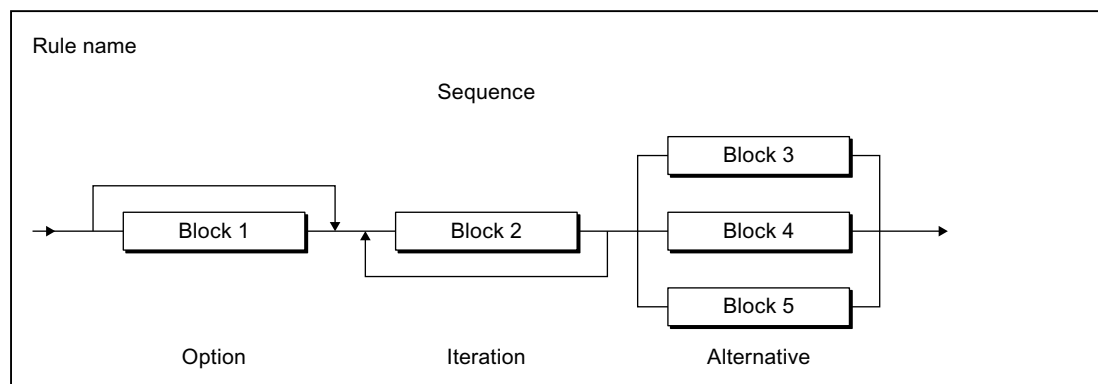 Rule name
Sequence
Block 3
Block 1
Block 2
Block 4
Block 5
Option
Iteration
Alternative